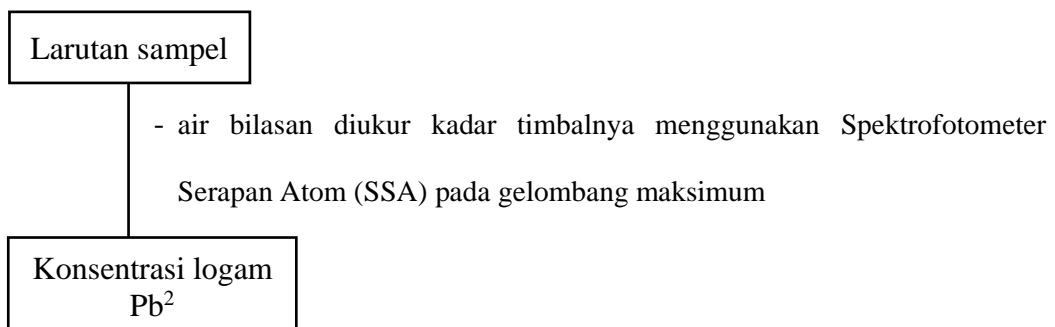 Larutan sampel
- air bilasan diukur kadar timbalnya menggunakan Spektrofotometer
Serapan Atom (SSA) pada gelombang maksimum
Konsentrasi logam
Pb²